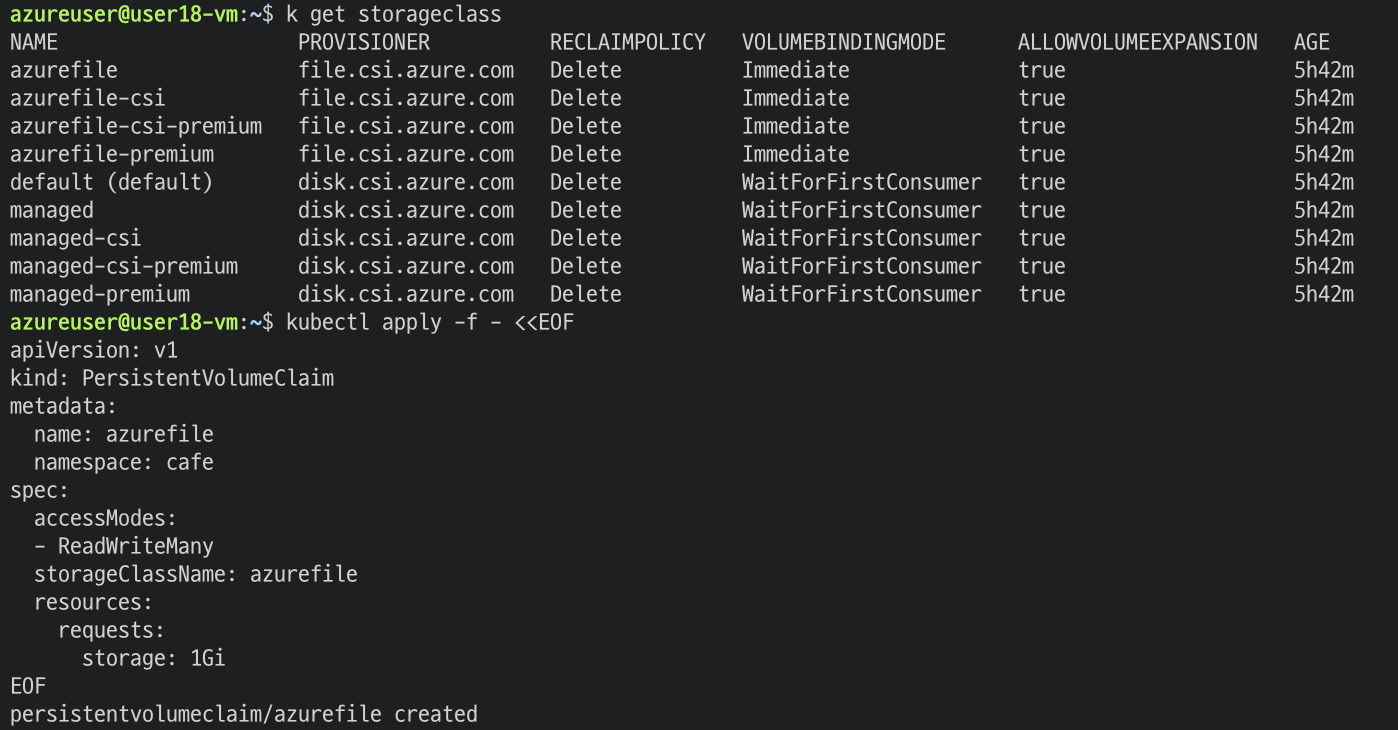 azureuser@user18-vm:~$ k get storageclass
NAME                    PROVISIONER          RECLAIMPOLICY   VOLUMEBINDINGMODE      ALLOWVOLUMEEXPANSION   AGE
azurefile               file.csi.azure.com   Delete          Immediate              true                   5h42m
azurefile-csi           file.csi.azure.com   Delete          Immediate              true                   5h42m
azurefile-csi-premium   file.csi.azure.com   Delete          Immediate              true                   5h42m
azurefile-premium       file.csi.azure.com   Delete          Immediate              true                   5h42m
default (default)       disk.csi.azure.com   Delete          WaitForFirstConsumer   true                   5h42m
managed                 disk.csi.azure.com   Delete          WaitForFirstConsumer   true                   5h42m
managed-csi             disk.csi.azure.com   Delete          WaitForFirstConsumer   true                   5h42m
managed-csi-premium     disk.csi.azure.com   Delete          WaitForFirstConsumer   true                   5h42m
managed-premium         disk.csi.azure.com   Delete          WaitForFirstConsumer   true                   5h42m
azureuser@user18-vm:~$ kubectl apply -f - <<EOF
apiVersion: v1
kind: PersistentVolumeClaim
metadata:
  name: azurefile
  namespace: cafe
spec:
  accessModes:
  - ReadWriteMany
  storageClassName: azurefile
  resources:
    requests:
      storage: 1Gi
EOF
persistentvolumeclaim/azurefile created